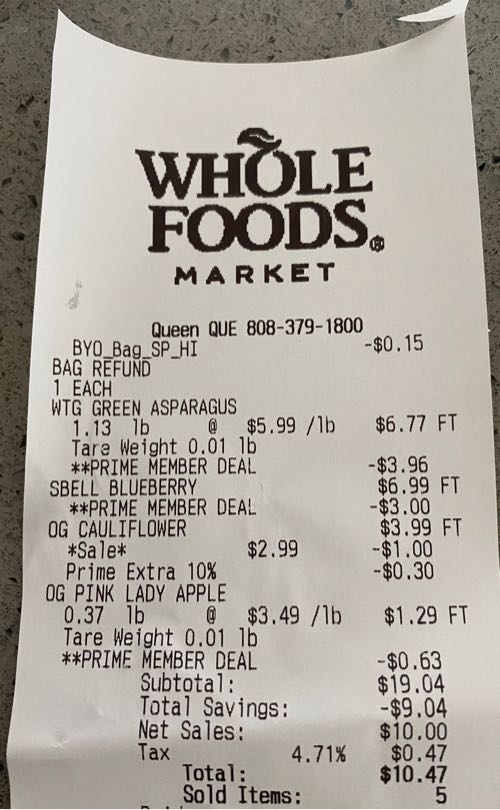 WHOLE
FOODS®
MARKET
Queen QUE 808-379-1800
BYO_Bag_SP_HI -$0.15
BAG REFUND
1 EACH
WTG GREEN ASPARAGUS
1.13 lb @ $5.99 /lb $6.77 FT
Tare Weight 0.01 lb
**PRIME MEMBER DEAL -$3.96
SBELL BLUEBERRY $6.99 FT
**PRIME MEMBER DEAL -$3.00
OG CAULIFLOWER $3.99 FT
*Sale* $2.99 -$1.00
Prime Extra 10% -$0.30
OG PINK LADY APPLE
0.37 lb @ $3.49 /lb $1.29 FT
Tare Weight 0.01 lb
**PRIME MEMBER DEAL -$0.63
Subtotal: $19.04
Total Savings: -$9.04
Net Sales: $10.00
Tax 4.71% $0.47
Total: $10.47
Sold Items: 5